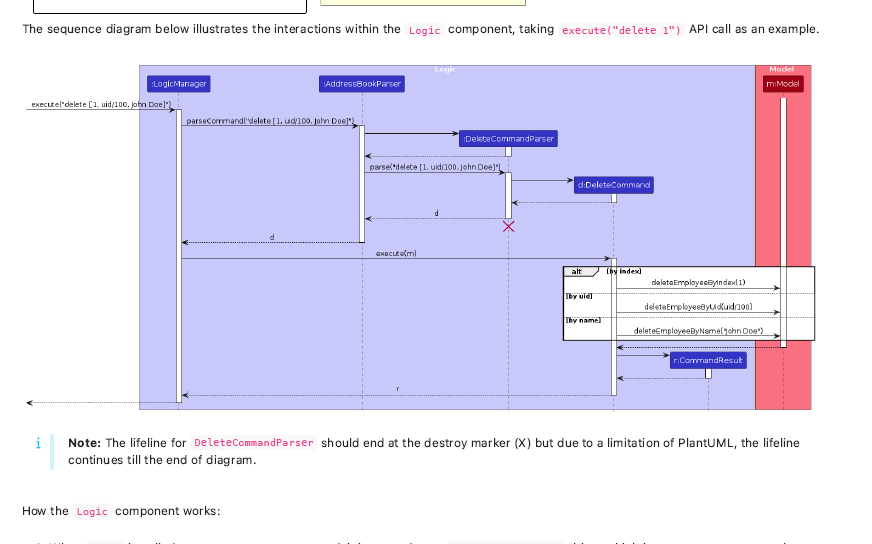 The sequence diagram below illustrates the interactions within the Logic component, taking execute("delete 1") API call as an example.
Logic
Model
:LogicManager
:AddressBookParser
m:Model
execute("delete [1, uid/100, John Doe]")
parseCommand("delete [1, uid/100, John Doe]")
:DeleteCommandParser
parse("delete [1, uid/100, John Doe]")
d:DeleteCommand
d
d
execute(m)
alt
[by index]
deleteEmployeeByIndex(1)
[by uid]
deleteEmployeeByUid(uid/100)
[by name]
deleteEmployeeByName("John Doe")
r:CommandResult
r
i
Note: The lifeline for DeleteCommandParser should end at the destroy marker (X) but due to a limitation of PlantUML, the lifeline
continues till the end of diagram.
How the Logic component works: